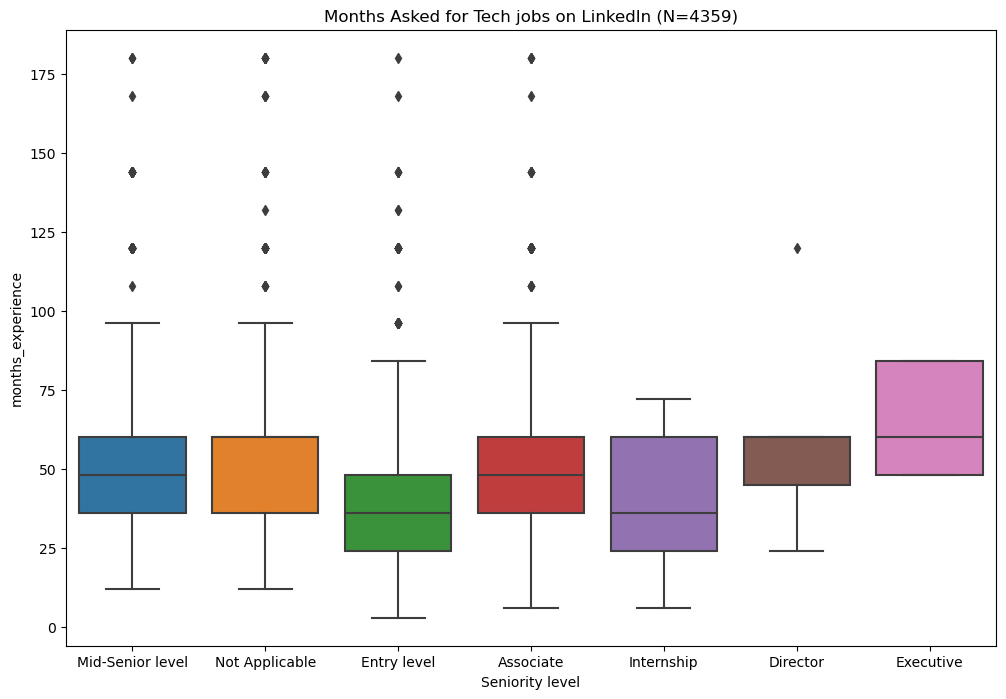 Months Asked for Tech jobs on LinkedIn (N=4359)
months_experience
175
150
125
100
75
50
25
0
Mid-Senior level Not Applicable Entry level Associate Internship Director Executive
Seniority level